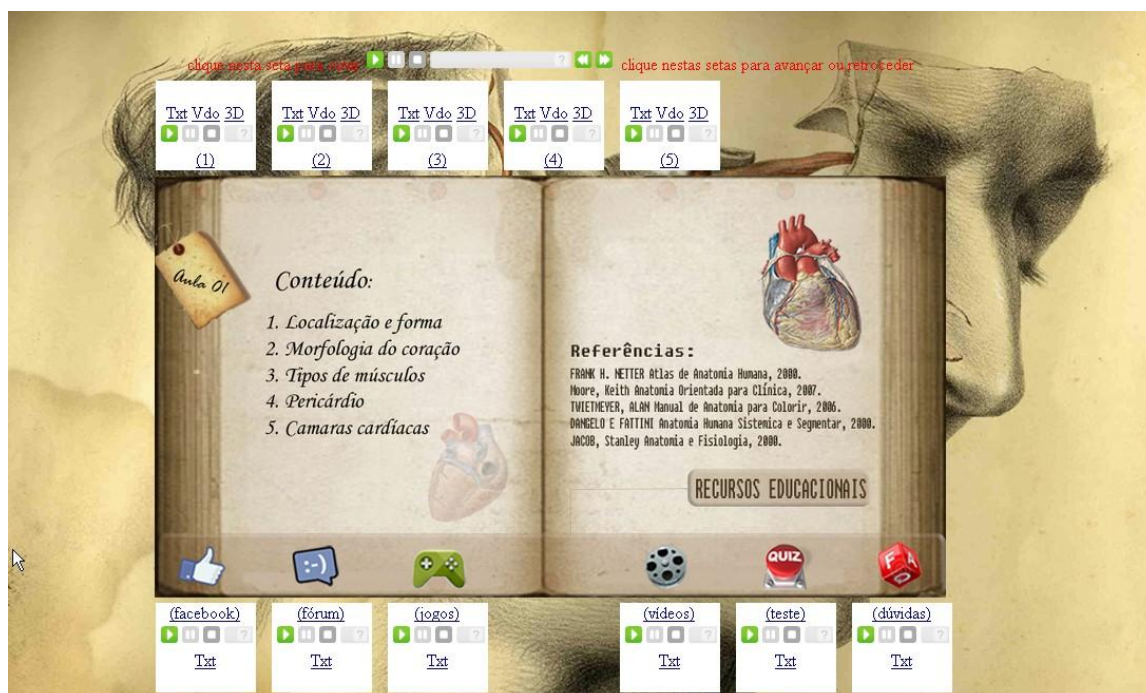 clique nesta seta para ouvir
?
clique nestas setas para avançar ou retroceder
Txt Vdo 3D
?
(1)
Txt Vdo 3D
?
(2)
Txt Vdo 3D
?
(3)
Txt Vdo 3D
?
(4)
Txt Vdo 3D
?
(5)
Aula 01
Conteúdo:
1. Localização e forma
2. Morfologia do coração
3. Tipos de músculos
4. Pericárdio
5. Camaras cardíacas
Referências:
FRANK H. NETTER Atlas de Anatomia Humana, 2000.
Moore, Keith Anatomia Orientada para Clínica, 2007.
TWIETMEYER, ALAN Manual de Anatomia para Colorir, 2006.
DANGELO E FATTINI Anatomia Humana Sistemica e Segmentar, 2000.
JACOB, Stanley Anatomia e Fisiologia, 2000.
RECURSOS EDUCACIONAIS
:-)
QUIZ
F A Q
(facebook)
?
Txt
(fórum)
?
Txt
(jogos)
?
Txt
(vídeos)
?
Txt
(teste)
?
Txt
(dúvidas)
?
Txt